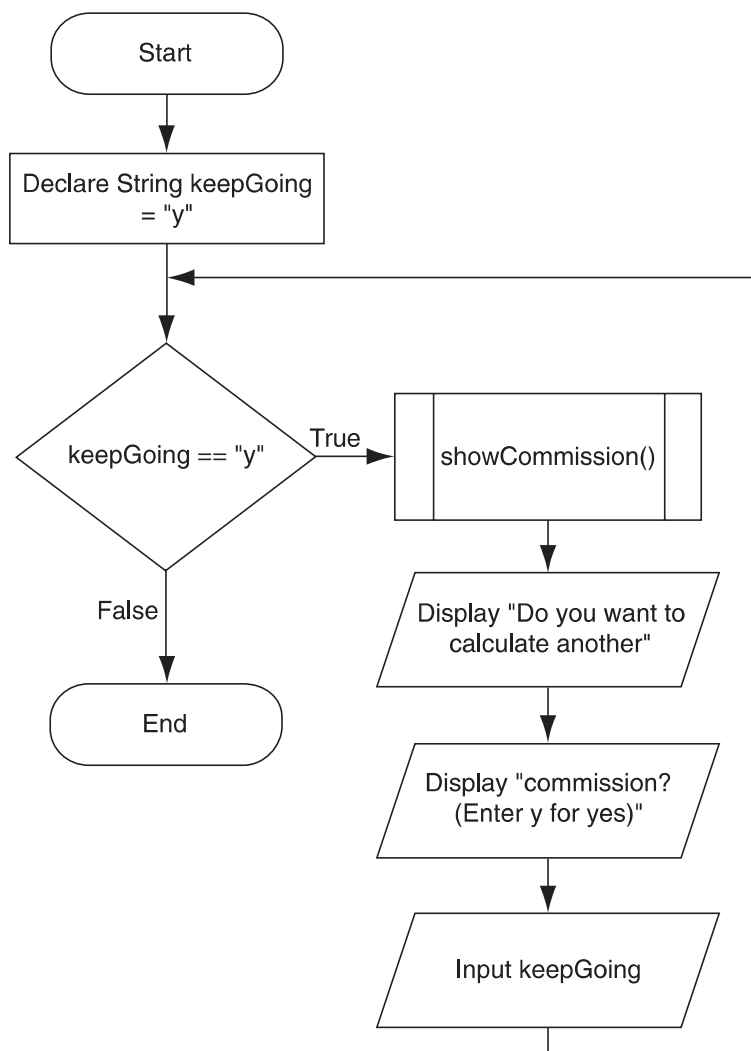 Start
Declare String keepGoing
= "y"
keepGoing == "y"
True
showCommission()
False
Display "Do you want to
calculate another"
End
Display "commission?
(Enter y for yes)"
Input keepGoing